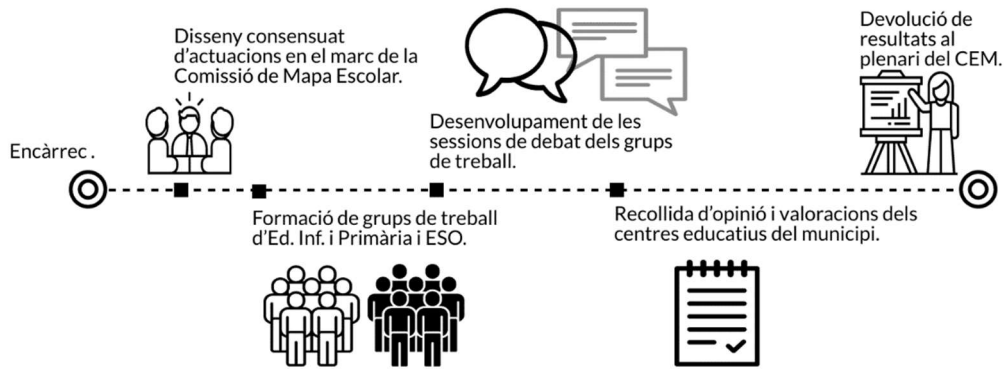 Encàrrec .
Disseny consensuat
d'actuacions en el marc de la
Comissió de Mapa Escolar.
Formació de grups de treball
d'Ed. Inf. i Primària i ESO.
Desenvolupament de les
sessions de debat dels grups
de treball.
Recollida d'opinió i valoracions dels
centres educatius del municipi.
Devolució de
resultats al
plenari del CEM.